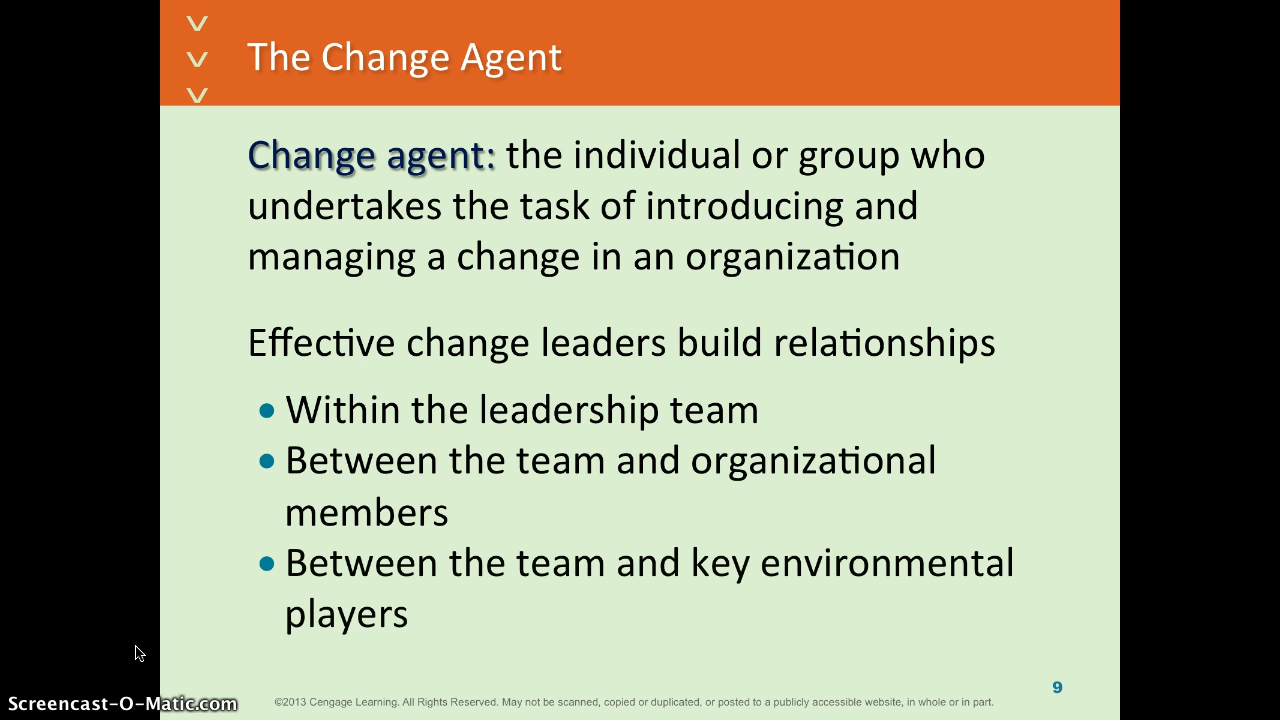 The Change Agent
Change agent: the individual or group who
undertakes the task of introducing and
managing a change in an organization
Effective change leaders build relationships
• Within the leadership team
• Between the team and organizational
members
• Between the team and key environmental
players
9
©2013 Cengage Learning. All Rights Reserved. May not be scanned, copied or duplicated, or posted to a publicly accessible website, in whole or in part.
Screencast-O-Matic.com